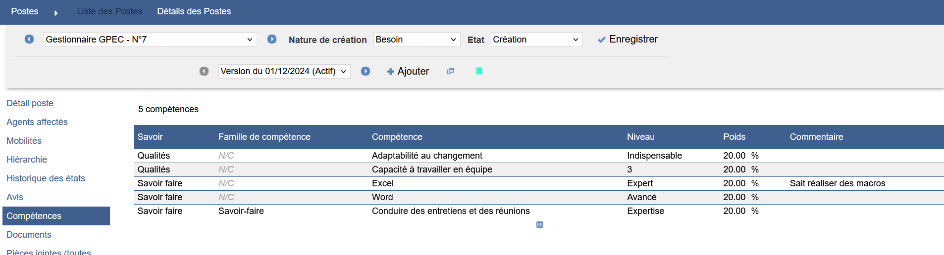 Postes Liste des Postes Détails des Postes
Gestionnaire GPEC - N°7 Nature de création Besoin Etat Création Enregistrer
Version du 01/12/2024 (Actif) Ajouter
Détail poste
Agents affectés
Mobilités
Hiérarchie
Historique des états
Avis
Compétences
Documents
Pièces jointes /toutes
5 compétences
Savoir Famille de compétence Compétence Niveau Poids Commentaire
Qualités N/C Adaptabilité au changement Indispensable 20.00 %
Qualités N/C Capacité à travailler en équipe 3 20.00 %
Savoir faire N/C Excel Expert 20.00 % Sait réaliser des macros
Savoir faire N/C Word Avancé 20.00 %
Savoir faire Savoir-faire Conduire des entretiens et des réunions Expertise 20.00 %